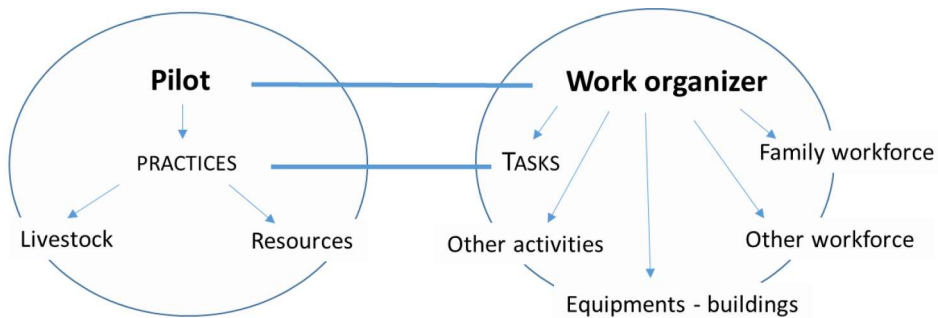 Pilot
Work organizer
PRACTICES
TASKS
Family workforce
Livestock
Resources
Other activities
Other workforce
Equipments - buildings